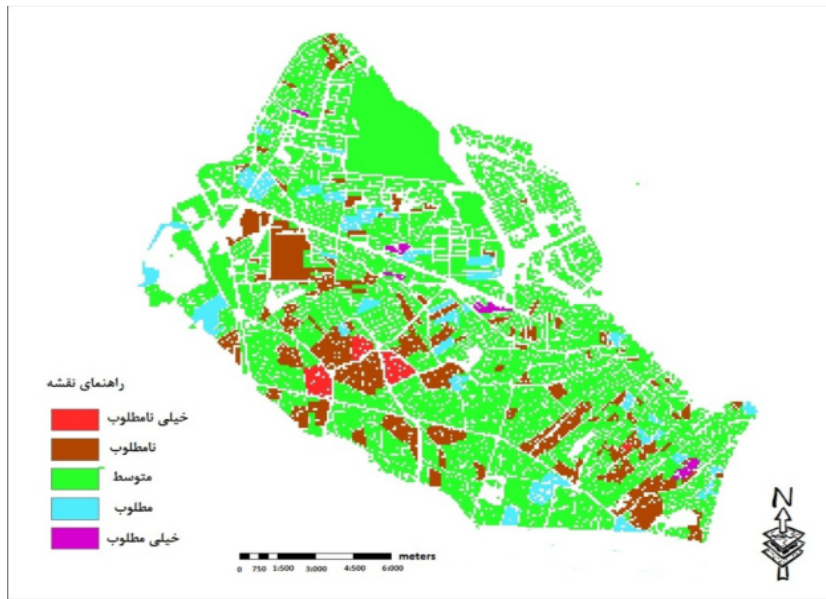 راهنمای نقشه
خیلی نامطلوب
نامطلوب
متوسط
مطلوب
خیلی مطلوب
meters
0 750 1:500 3:000 4:500 6:000
N